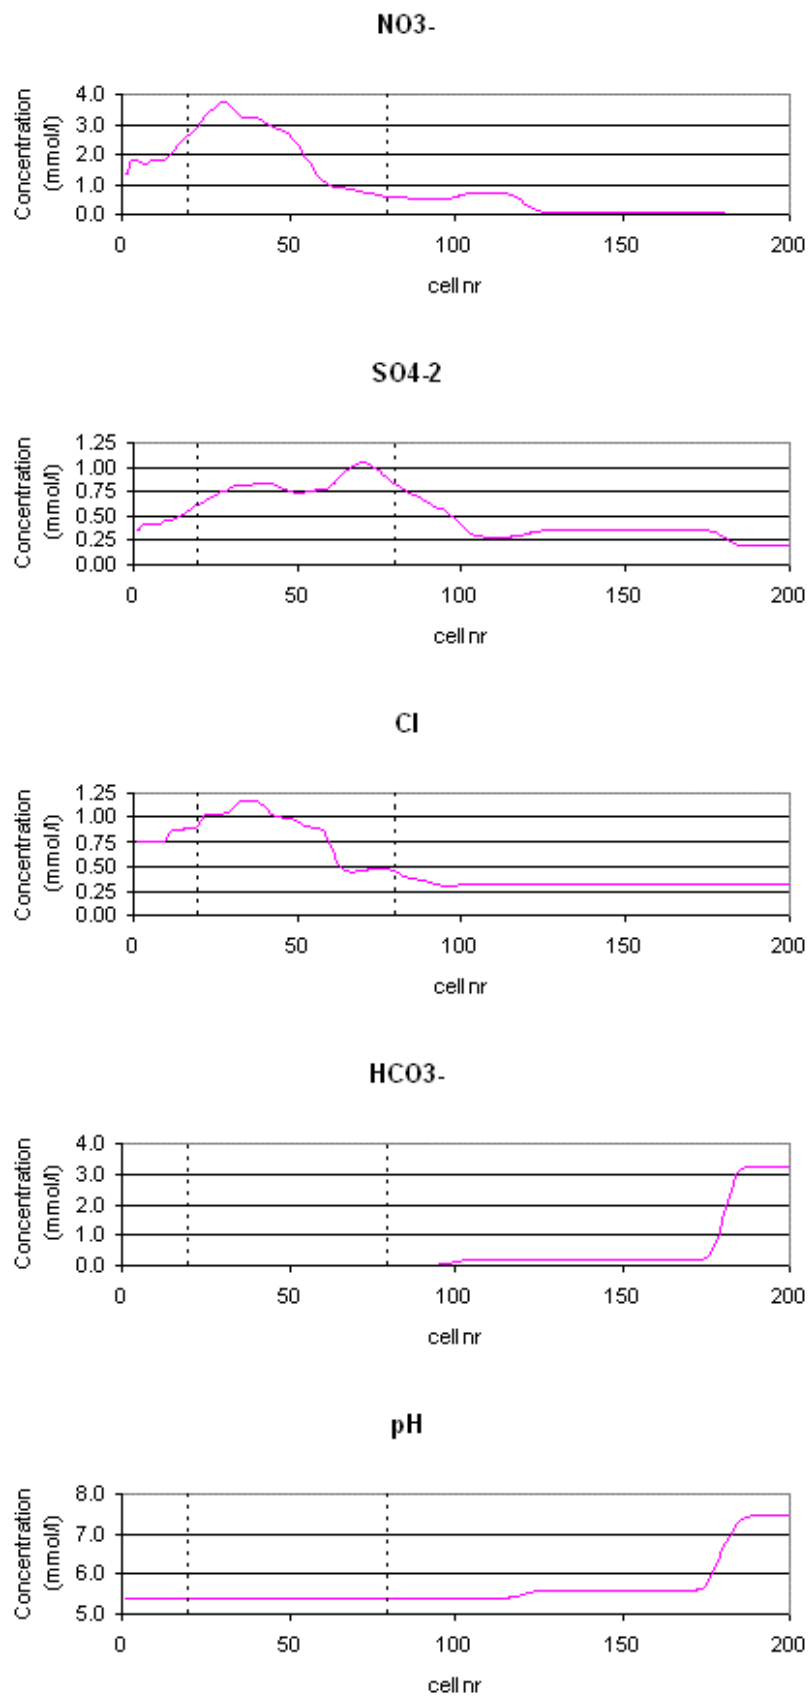 NO3-
Concentration
(mmol/l)
4.0
3.0
2.0
1.0
0.0
0 50 100 150 200
cell nr
SO4-2
Concentration
(mmol/l)
1.25
1.00
0.75
0.50
0.25
0.00
0 50 100 150 200
cell nr
Cl
Concentration
(mmol/l)
1.25
1.00
0.75
0.50
0.25
0.00
0 50 100 150 200
cell nr
HCO3-
Concentration
(mmol/l)
4.0
3.0
2.0
1.0
0.0
0 50 100 150 200
cell nr
pH
Concentration
(mmol/l)
8.0
7.0
6.0
5.0
0 50 100 150 200
cell nr